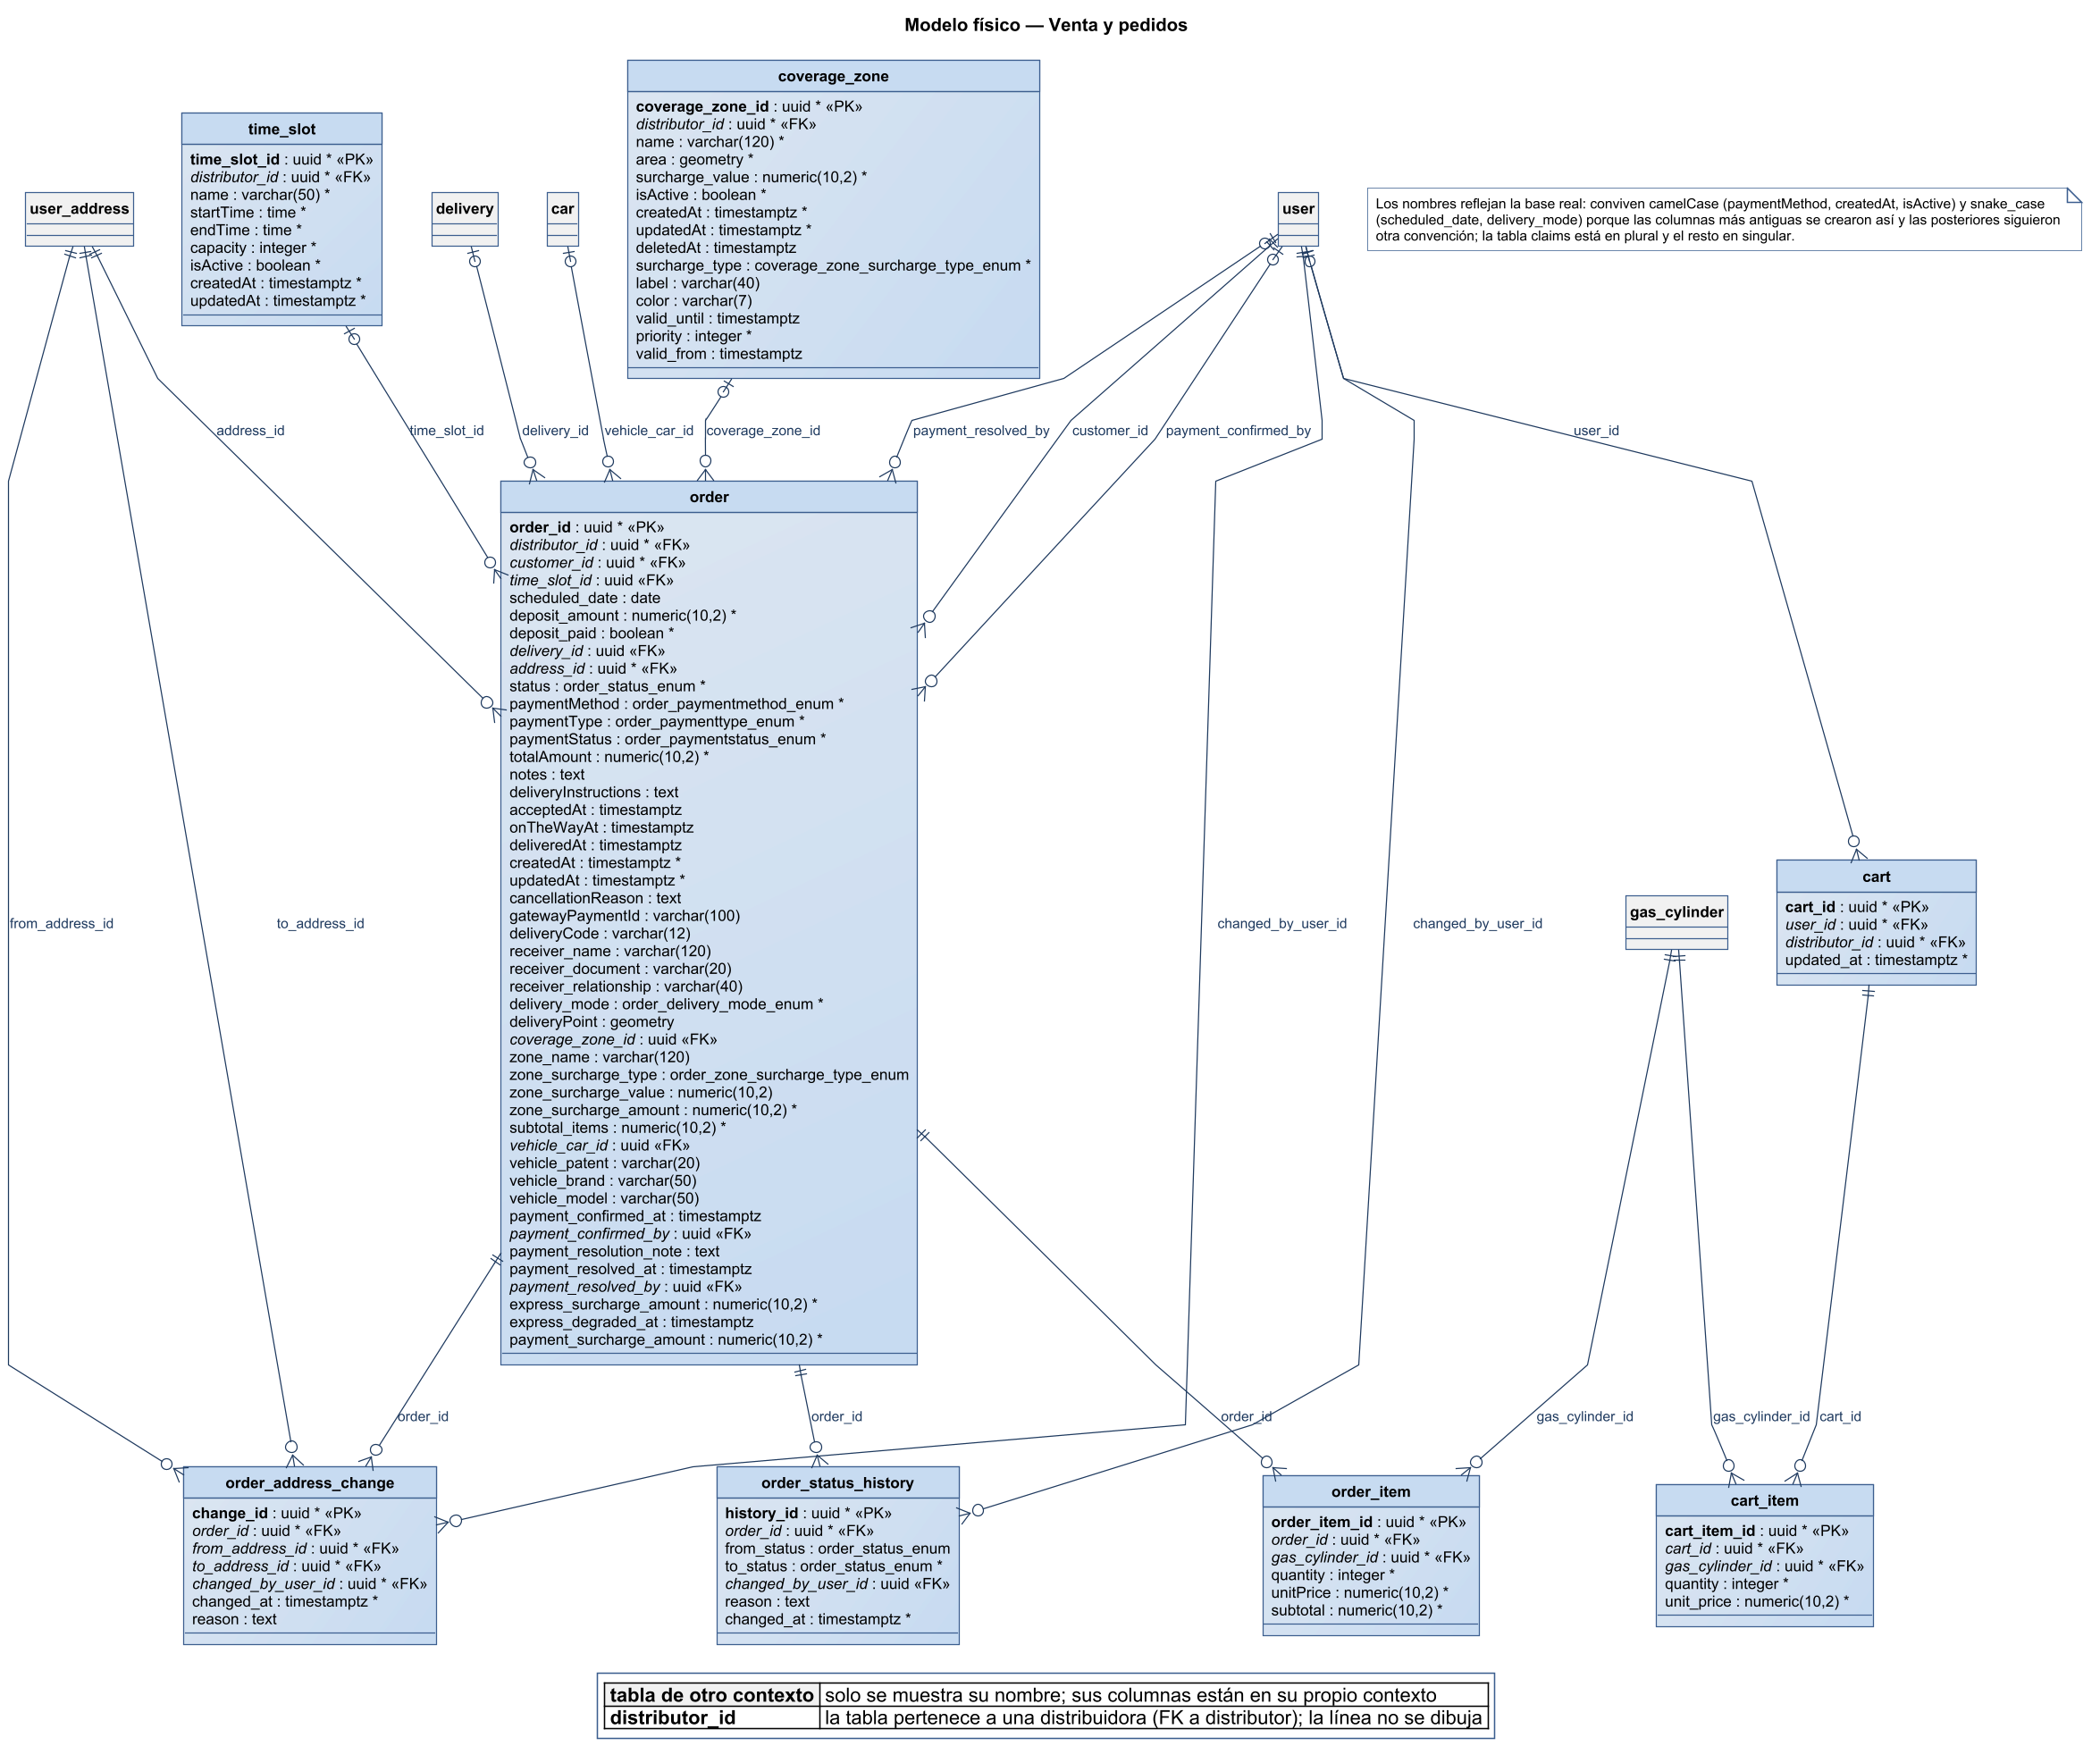 Modelo físico — Venta y pedidos
coverage_zone
coverage_zone_id : uuid * «PK»
distributor_id : uuid * «FK»
name : varchar(120) *
area : geometry *
surcharge_value : numeric(10,2) *
isActive : boolean *
createdAt : timestamptz *
updatedAt : timestamptz *
deletedAt : timestamptz
surcharge_type : coverage_zone_surcharge_type_enum *
label : varchar(40)
color : varchar(7)
valid_until : timestamptz
priority : integer *
valid_from : timestamptz
time_slot
time_slot_id : uuid * «PK»
distributor_id : uuid * «FK»
name : varchar(50) *
startTime : time *
endTime : time *
capacity : integer *
isActive : boolean *
createdAt : timestamptz *
updatedAt : timestamptz *
user_address
delivery
car
user
Los nombres reflejan la base real: conviven camelCase (paymentMethod, createdAt, isActive) y snake_case
(scheduled_date, delivery_mode) porque las columnas más antiguas se crearon así y las posteriores siguieron
otra convención; la tabla claims está en plural y el resto en singular.
address_id
time_slot_id
delivery_id
vehicle_car_id
coverage_zone_id
payment_resolved_by
customer_id
payment_confirmed_by
user_id
order
order_id : uuid * «PK»
distributor_id : uuid * «FK»
customer_id : uuid * «FK»
time_slot_id : uuid «FK»
scheduled_date : date
deposit_amount : numeric(10,2) *
deposit_paid : boolean *
delivery_id : uuid «FK»
address_id : uuid * «FK»
status : order_status_enum *
paymentMethod : order_paymentmethod_enum *
paymentType : order_paymenttype_enum *
paymentStatus : order_paymentstatus_enum *
totalAmount : numeric(10,2) *
notes : text
deliveryInstructions : text
acceptedAt : timestamptz
onTheWayAt : timestamptz
deliveredAt : timestamptz
createdAt : timestamptz *
updatedAt : timestamptz *
cancellationReason : text
gatewayPaymentId : varchar(100)
deliveryCode : varchar(12)
receiver_name : varchar(120)
receiver_document : varchar(20)
receiver_relationship : varchar(40)
delivery_mode : order_delivery_mode_enum *
deliveryPoint : geometry
coverage_zone_id : uuid «FK»
zone_name : varchar(120)
zone_surcharge_type : order_zone_surcharge_type_enum
zone_surcharge_value : numeric(10,2)
zone_surcharge_amount : numeric(10,2) *
subtotal_items : numeric(10,2) *
vehicle_car_id : uuid «FK»
vehicle_patent : varchar(20)
vehicle_brand : varchar(50)
vehicle_model : varchar(50)
payment_confirmed_at : timestamptz
payment_confirmed_by : uuid «FK»
payment_resolution_note : text
payment_resolved_at : timestamptz
payment_resolved_by : uuid «FK»
express_surcharge_amount : numeric(10,2) *
express_degraded_at : timestamptz
payment_surcharge_amount : numeric(10,2) *
from_address_id
to_address_id
changed_by_user_id
changed_by_user_id
gas_cylinder
cart
cart_id : uuid * «PK»
user_id : uuid * «FK»
distributor_id : uuid * «FK»
updated_at : timestamptz *
order_id
order_id
order_id
gas_cylinder_id
gas_cylinder_id
cart_id
order_address_change
change_id : uuid * «PK»
order_id : uuid * «FK»
from_address_id : uuid * «FK»
to_address_id : uuid * «FK»
changed_by_user_id : uuid * «FK»
changed_at : timestamptz *
reason : text
order_status_history
history_id : uuid * «PK»
order_id : uuid * «FK»
from_status : order_status_enum
to_status : order_status_enum *
changed_by_user_id : uuid «FK»
reason : text
changed_at : timestamptz *
order_item
order_item_id : uuid * «PK»
order_id : uuid * «FK»
gas_cylinder_id : uuid * «FK»
quantity : integer *
unitPrice : numeric(10,2) *
subtotal : numeric(10,2) *
cart_item
cart_item_id : uuid * «PK»
cart_id : uuid * «FK»
gas_cylinder_id : uuid * «FK»
quantity : integer *
unit_price : numeric(10,2) *
tabla de otro contexto solo se muestra su nombre; sus columnas están en su propio contexto
distributor_id la tabla pertenece a una distribuidora (FK a distributor); la línea no se dibuja